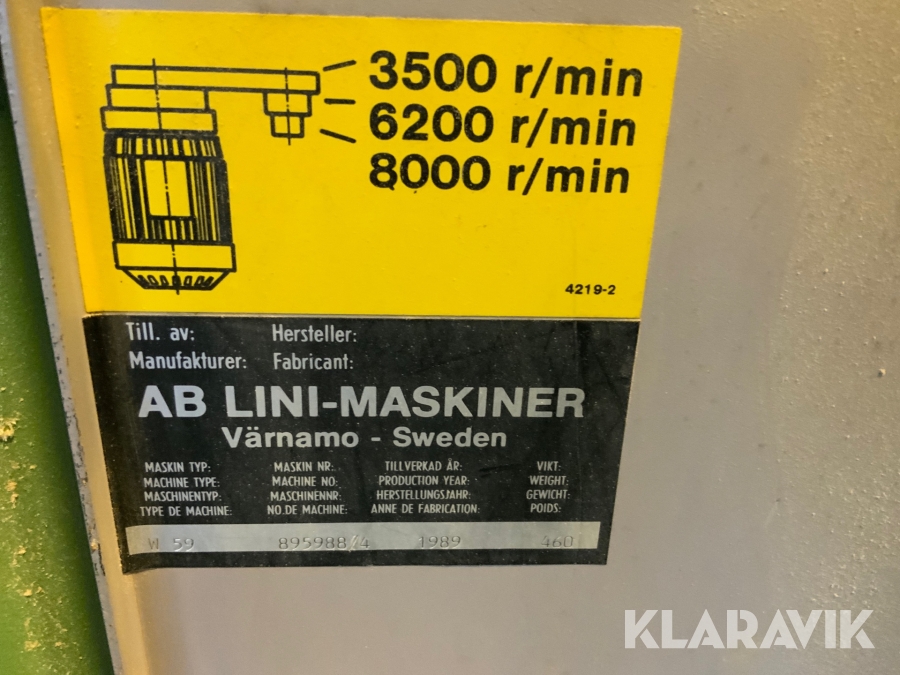 3500 r/min
6200 r/min
8000 r/min
4219-2
Till. av: Hersteller:
Manufakturer: Fabricant:
AB LINI-MASKINER
Värnamo - Sweden
MASKIN TYP: MASKIN NR: TILLVERKAD ÅR: VIKT:
MACHINE TYPE: MACHINE NO: PRODUCTION YEAR: WEIGHT:
MASCHINENTYP: MASCHINENNR: HERSTELLUNGSJAHR: GEWICHT:
TYPE DE MACHINE: NO.DE MACHINE: ANNE DE FABRICATION: POIDS:
W 59 895988/4 1989 460
KLARAVIK